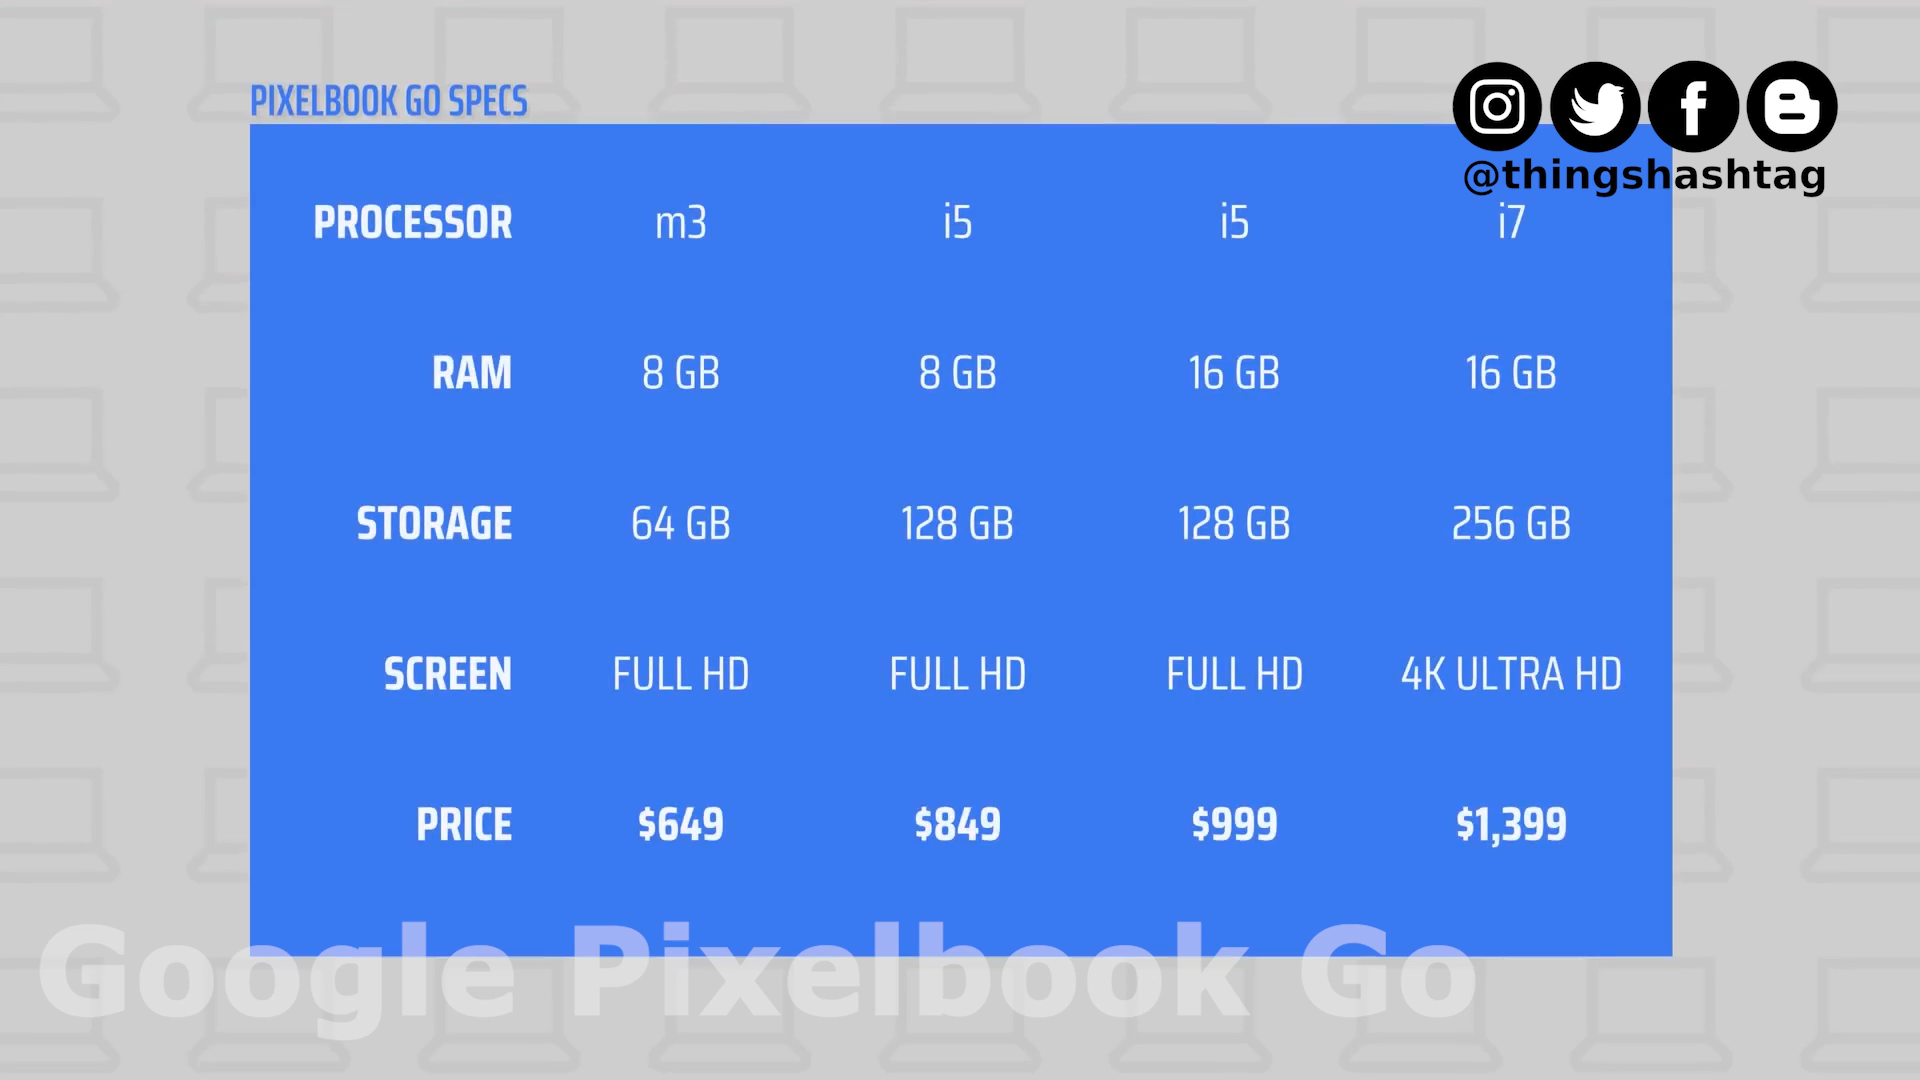 PIXELBOOK GO SPECS
@thingshashtag
PROCESSOR m3 i5 i5 i7
RAM 8 GB 8 GB 16 GB 16 GB
STORAGE 64 GB 128 GB 128 GB 256 GB
SCREEN FULL HD FULL HD FULL HD 4K ULTRA HD
PRICE $649 $849 $999 $1,399
Google Pixelbook Go